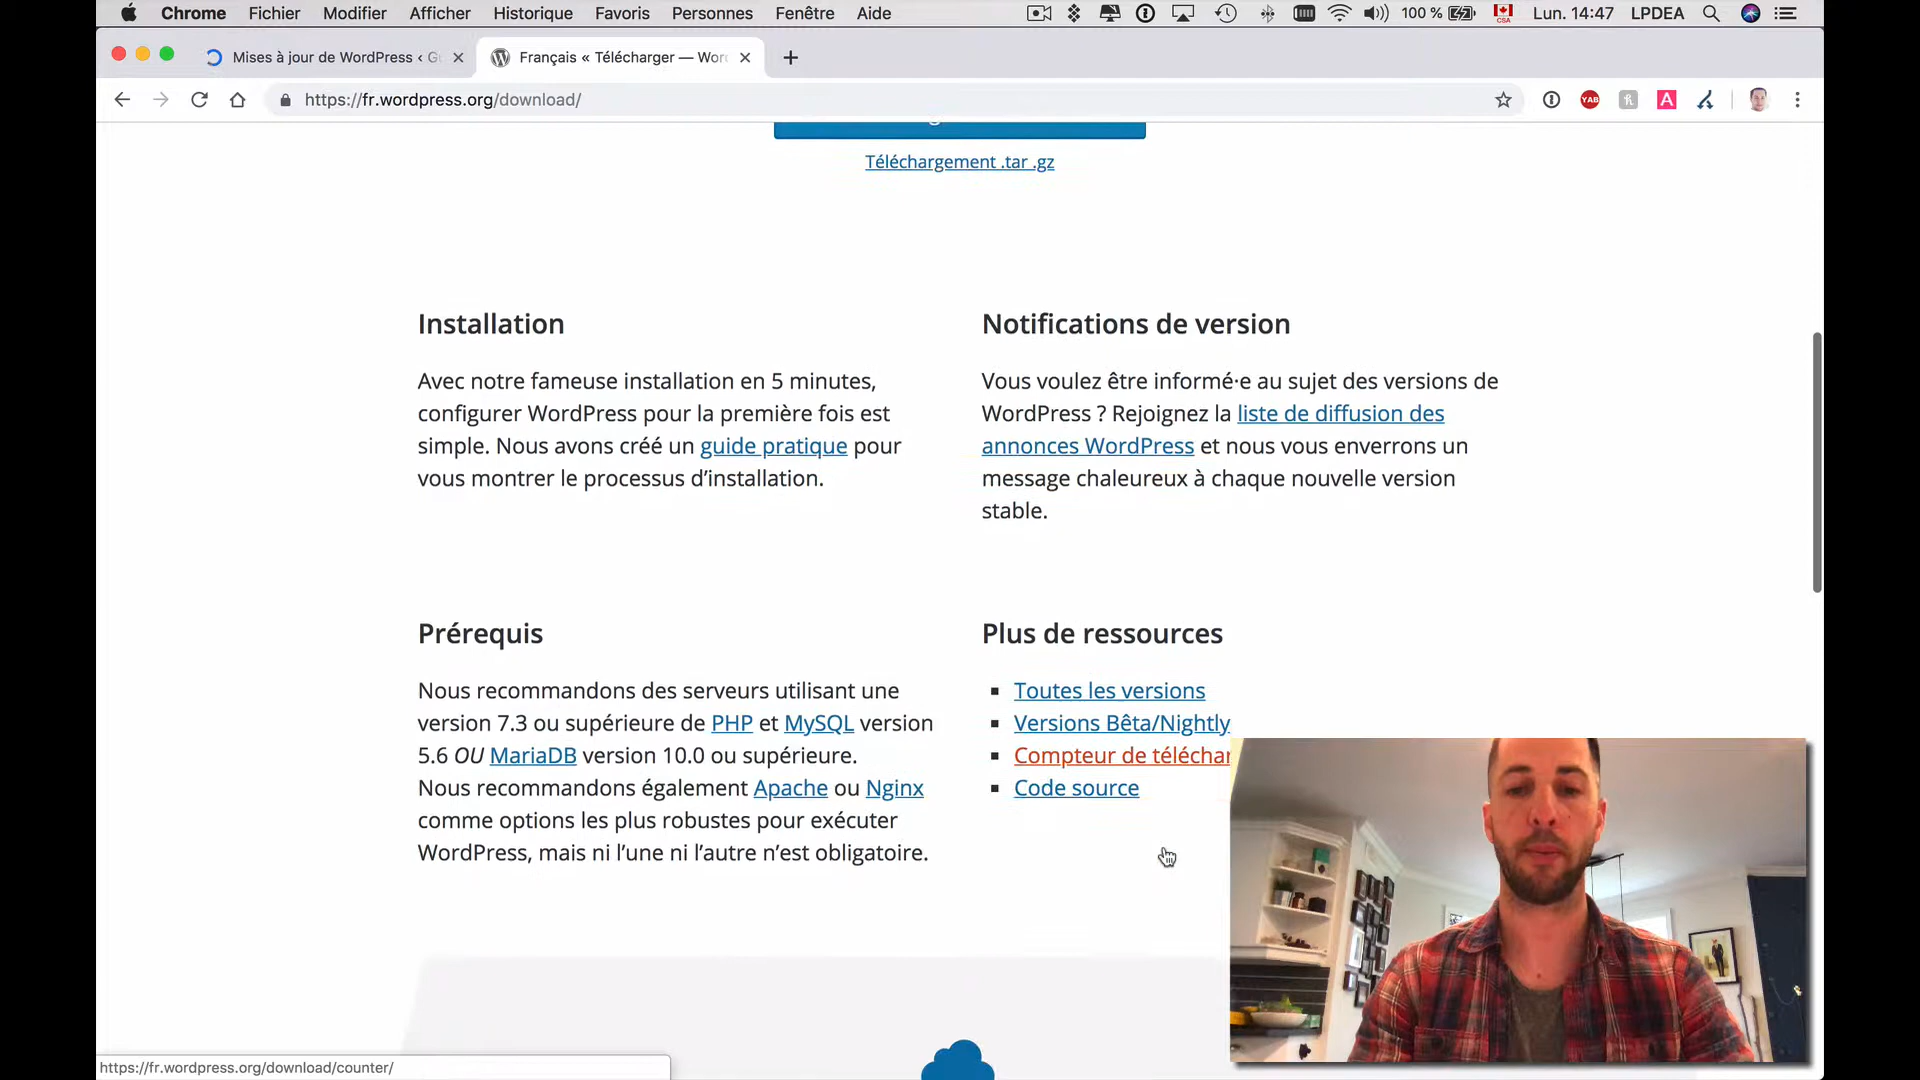 Chrome Fichier Modifier Afficher Historique Favoris Personnes Fenêtre Aide 100 % CSA Lun. 14:47 LPDEA
Mises à jour de WordPress ‹ G
Français « Télécharger — Wor
https://fr.wordpress.org/download/
YAB
A
Téléchargement .tar .gz
Installation
Avec notre fameuse installation en 5 minutes,
configurer WordPress pour la première fois est
simple. Nous avons créé un guide pratique pour
vous montrer le processus d’installation.
Notifications de version
Vous voulez être informé·e au sujet des versions de
WordPress ? Rejoignez la liste de diffusion des
annonces WordPress et nous vous enverrons un
message chaleureux à chaque nouvelle version
stable.
Prérequis
Nous recommandons des serveurs utilisant une
version 7.3 ou supérieure de PHP et MySQL version
5.6 OU MariaDB version 10.0 ou supérieure.
Nous recommandons également Apache ou Nginx
comme options les plus robustes pour exécuter
WordPress, mais ni l’une ni l’autre n’est obligatoire.
Plus de ressources
Toutes les versions
Versions Bêta/Nightly
Compteur de téléchar
Code source
https://fr.wordpress.org/download/counter/